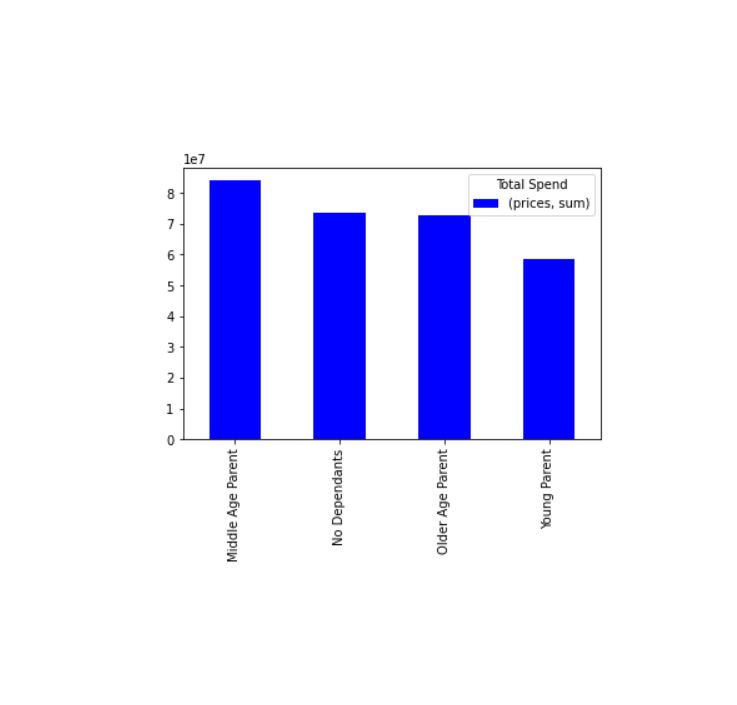 1e7
Total Spend
(prices, sum)
8
7
6
5
4
3
2
1
0
Middle Age Parent
No Dependants
Older Age Parent
Young Parent